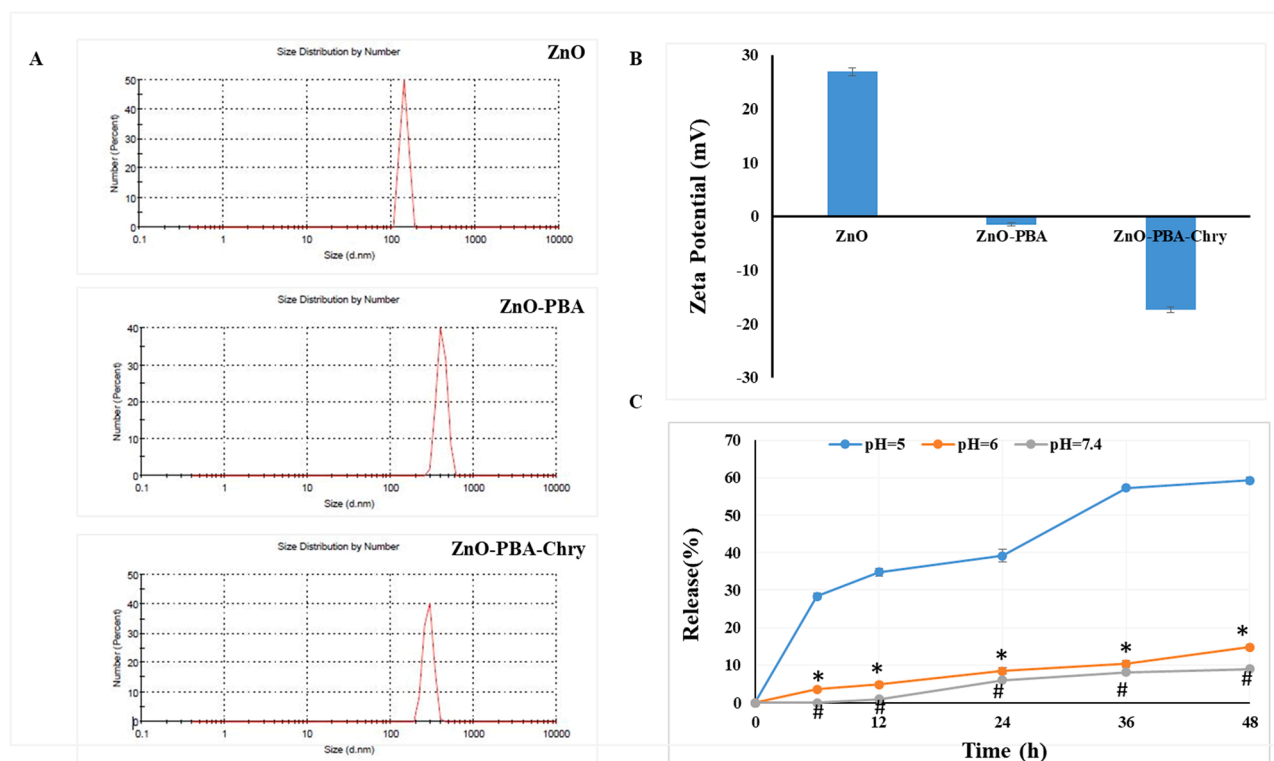 A
Size Distribution by Number
ZnO
Number (Percent)
50
40
30
20
10
0
0.1 1 10 100 1000 10000
Size (d.nm)
Size Distribution by Number
ZnO-PBA
Number (Percent)
40
30
20
10
0
0.1 1 10 100 1000 10000
Size (d.nm)
Size Distribution by Number
ZnO-PBA-Chry
Number (Percent)
50
40
30
20
10
0
0.1 1 10 100 1000 10000
Size (d.nm)
B
Zeta Potential (mV)
30
20
10
0
-10
-20
-30
ZnO ZnO-PBA ZnO-PBA-Chry
C
pH=5 pH=6 pH=7.4
Release(%)
70
60
50
40
30
20
10
0
* * * * *
# # # # #
0 12 24 36 48
Time (h)